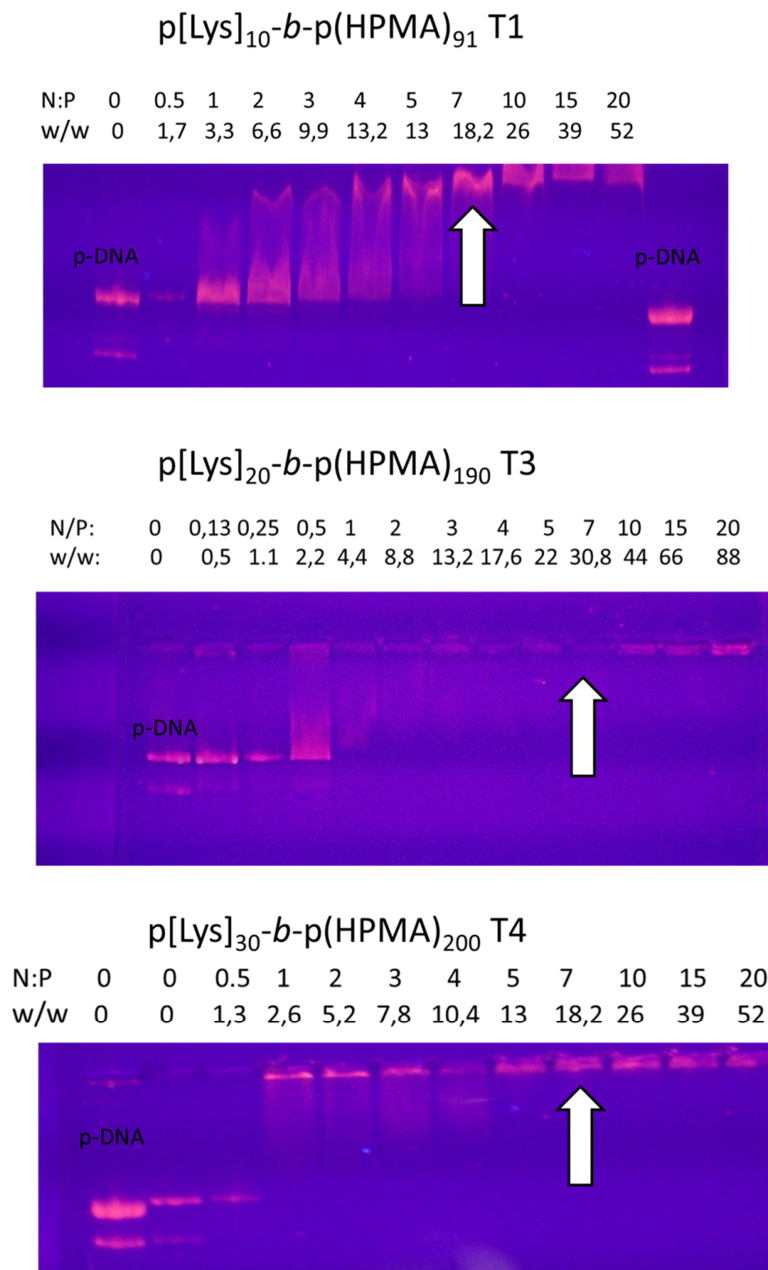 p[Lys]10-b-p(HPMA)91 T1
N:P 0 0.5 1 2 3 4 5 7 10 15 20
w/w 0 1,7 3,3 6,6 9,9 13,2 13 18,2 26 39 52
p-DNA p-DNA
p[Lys]20-b-p(HPMA)190 T3
N/P: 0 0,13 0,25 0,5 1 2 3 4 5 7 10 15 20
w/w: 0 0,5 1.1 2,2 4,4 8,8 13,2 17,6 22 30,8 44 66 88
p-DNA
p[Lys]30-b-p(HPMA)200 T4
N:P 0 0 0.5 1 2 3 4 5 7 10 15 20
w/w 0 0 1,3 2,6 5,2 7,8 10,4 13 18,2 26 39 52
p-DNA